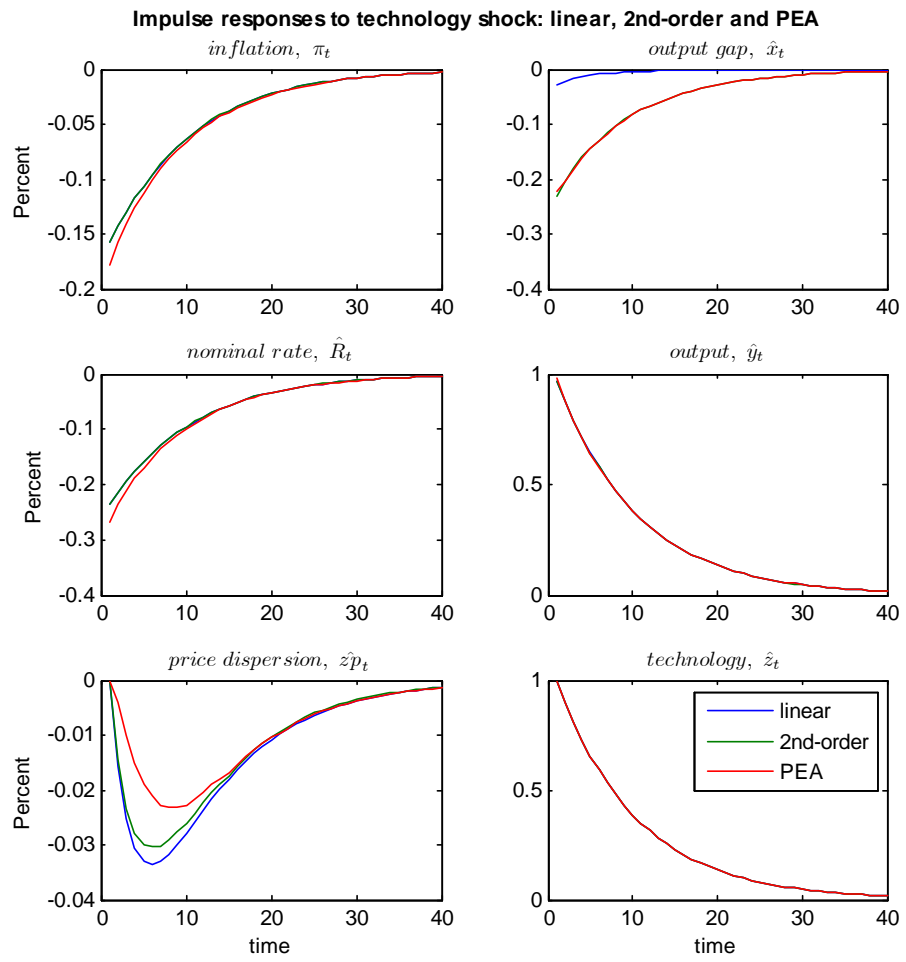 Impulse responses to technology shock: linear, 2nd-order and PEA
inflation, π_t
0
-0.05
-0.1
-0.15
-0.2
Percent
0 10 20 30 40
output gap, x̂_t
0
-0.1
-0.2
-0.3
-0.4
0 10 20 30 40
nominal rate, R̂_t
0
-0.1
-0.2
-0.3
-0.4
Percent
0 10 20 30 40
output, ŷ_t
1
0.5
0
0 10 20 30 40
price dispersion, ẑp_t
0
-0.01
-0.02
-0.03
-0.04
Percent
0 10 20 30 40
time
technology, ẑ_t
1
0.5
0
linear
2nd-order
PEA
0 10 20 30 40
time